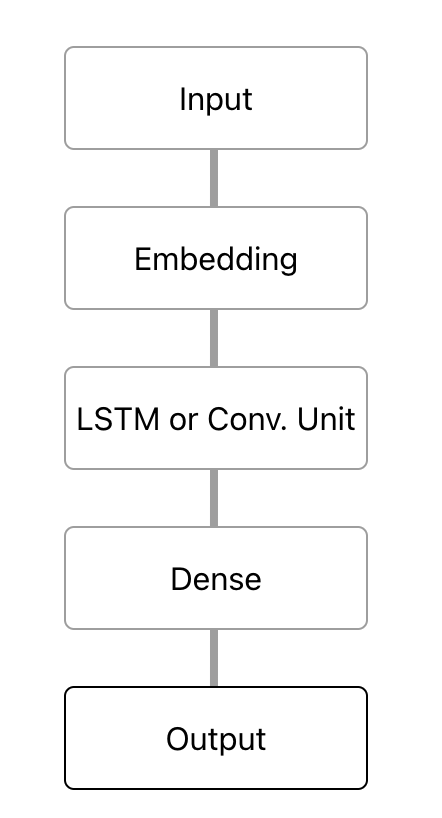 Input
Embedding
LSTM or Conv. Unit
Dense
Output